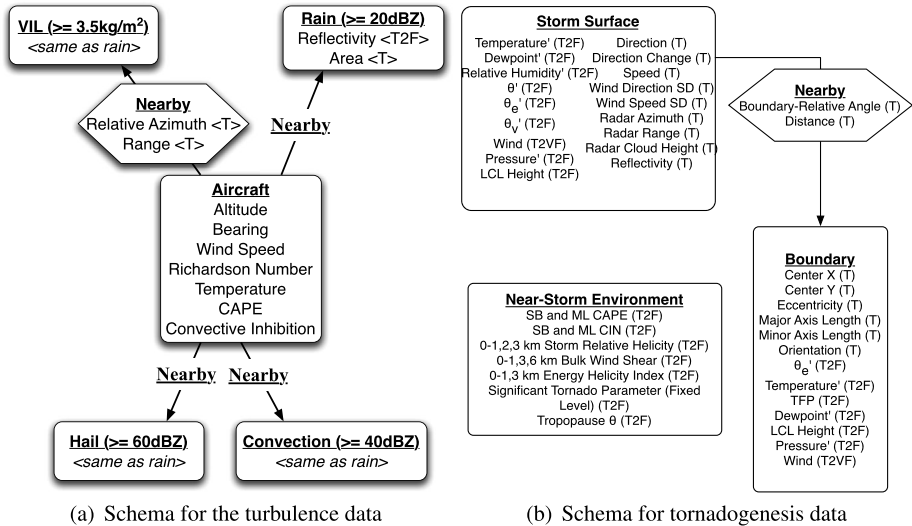 VIL (>= 3.5kg/m²)
<same as rain>
Rain (>= 20dBZ)
Reflectivity <T2F>
Area <T>
Nearby
Relative Azimuth <T>
Range <T>
Nearby
Aircraft
Altitude
Bearing
Wind Speed
Richardson Number
Temperature
CAPE
Convective Inhibition
Nearby
Nearby
Hail (>= 60dBZ)
<same as rain>
Convection (>= 40dBZ)
<same as rain>
(a) Schema for the turbulence data
Storm Surface
Temperature' (T2F)
Dewpoint' (T2F)
Relative Humidity' (T2F)
θ' (T2F)
θe' (T2F)
θv' (T2F)
Wind (T2VF)
Pressure' (T2F)
LCL Height (T2F)
Direction (T)
Direction Change (T)
Speed (T)
Wind Direction SD (T)
Wind Speed SD (T)
Radar Azimuth (T)
Radar Range (T)
Radar Cloud Height (T)
Reflectivity (T)
Nearby
Boundary-Relative Angle (T)
Distance (T)
Near-Storm Environment
SB and ML CAPE (T2F)
SB and ML CIN (T2F)
0-1,2,3 km Storm Relative Helicity (T2F)
0-1,3,6 km Bulk Wind Shear (T2F)
0-1,3 km Energy Helicity Index (T2F)
Significant Tornado Parameter (Fixed
Level) (T2F)
Tropopause θ (T2F)
Boundary
Center X (T)
Center Y (T)
Eccentricity (T)
Major Axis Length (T)
Minor Axis Length (T)
Orientation (T)
θe' (T2F)
Temperature' (T2F)
TFP (T2F)
Dewpoint' (T2F)
LCL Height (T2F)
Pressure' (T2F)
Wind (T2VF)
(b) Schema for tornadogenesis data